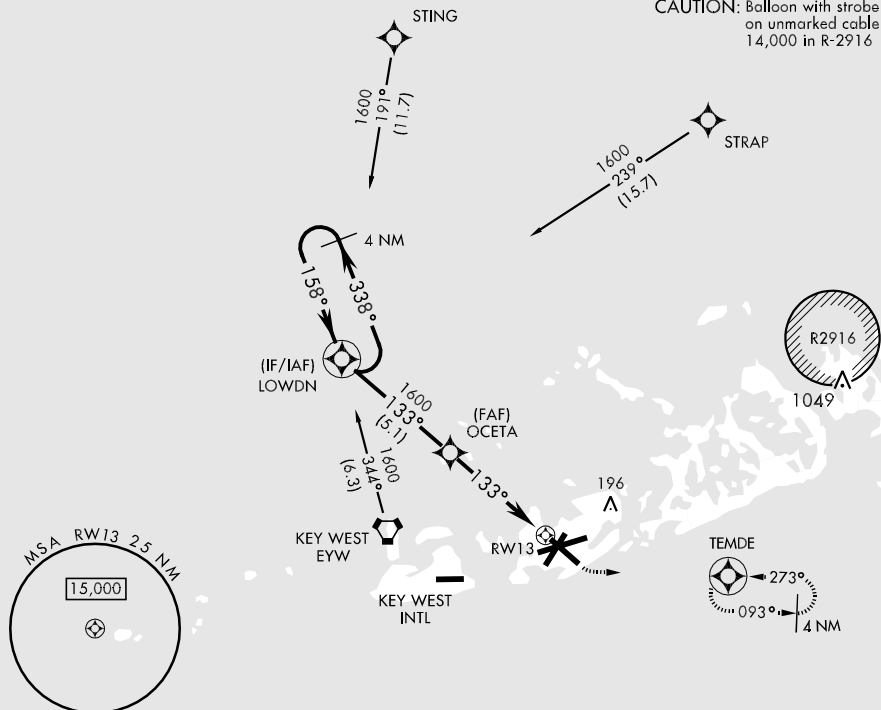 STING
CAUTION: Balloon with strobe
on unmarked cable
14,000 in R-2916
1600
191°
(11.7)
STRAP
1600
239°
(15.7)
4 NM
158°
338°
(IF/IAF)
LOWDN
R2916
1049
1600
133°
(5.1)
(FAF)
OCETA
1600
344°
(6.3)
133°
196
KEY WEST
EYW
RW13
KEY WEST
INTL
TEMDE
273°
093°
4 NM
MSA RW13 25 NM
15,000